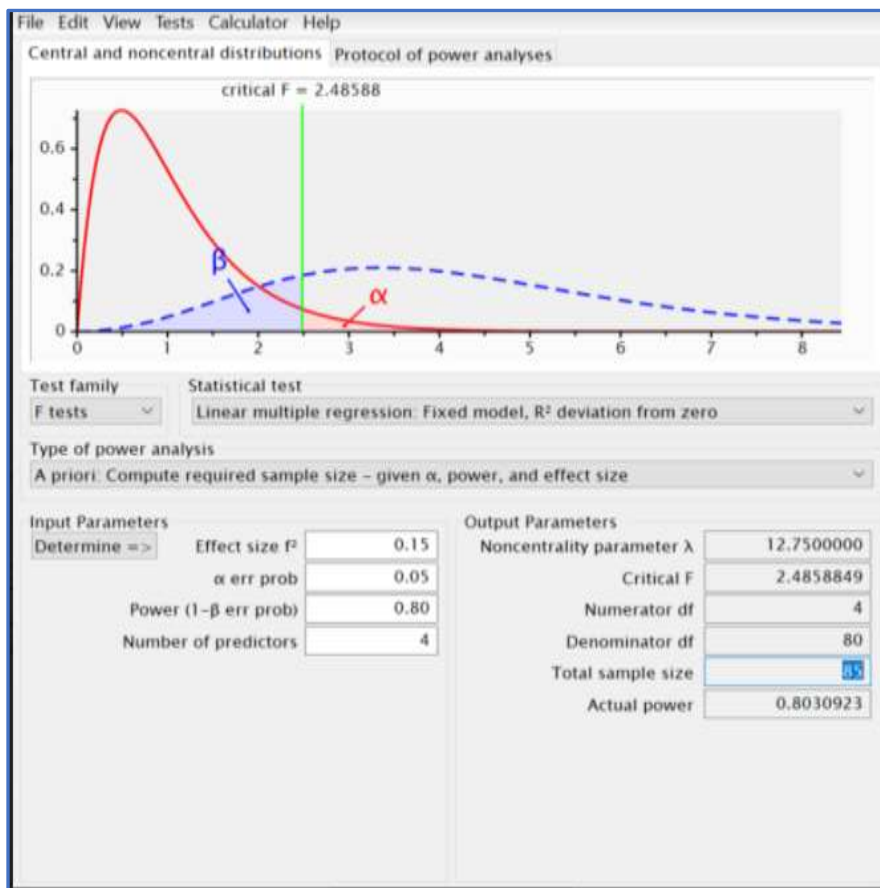 File Edit View Tests Calculator Help
Central and noncentral distributions Protocol of power analyses
critical F = 2.48588
0.6
0.4
0.2
0
β
α
0 1 2 3 4 5 6 7 8
Test family Statistical test
F tests Linear multiple regression: Fixed model, R² deviation from zero
Type of power analysis
A priori: Compute required sample size – given α, power, and effect size
Input Parameters Output Parameters
Determine => Effect size f² 0.15 Noncentrality parameter λ 12.7500000
α err prob 0.05 Critical F 2.4858849
Power (1-β err prob) 0.80 Numerator df 4
Number of predictors 4 Denominator df 80
Total sample size 85
Actual power 0.8030923